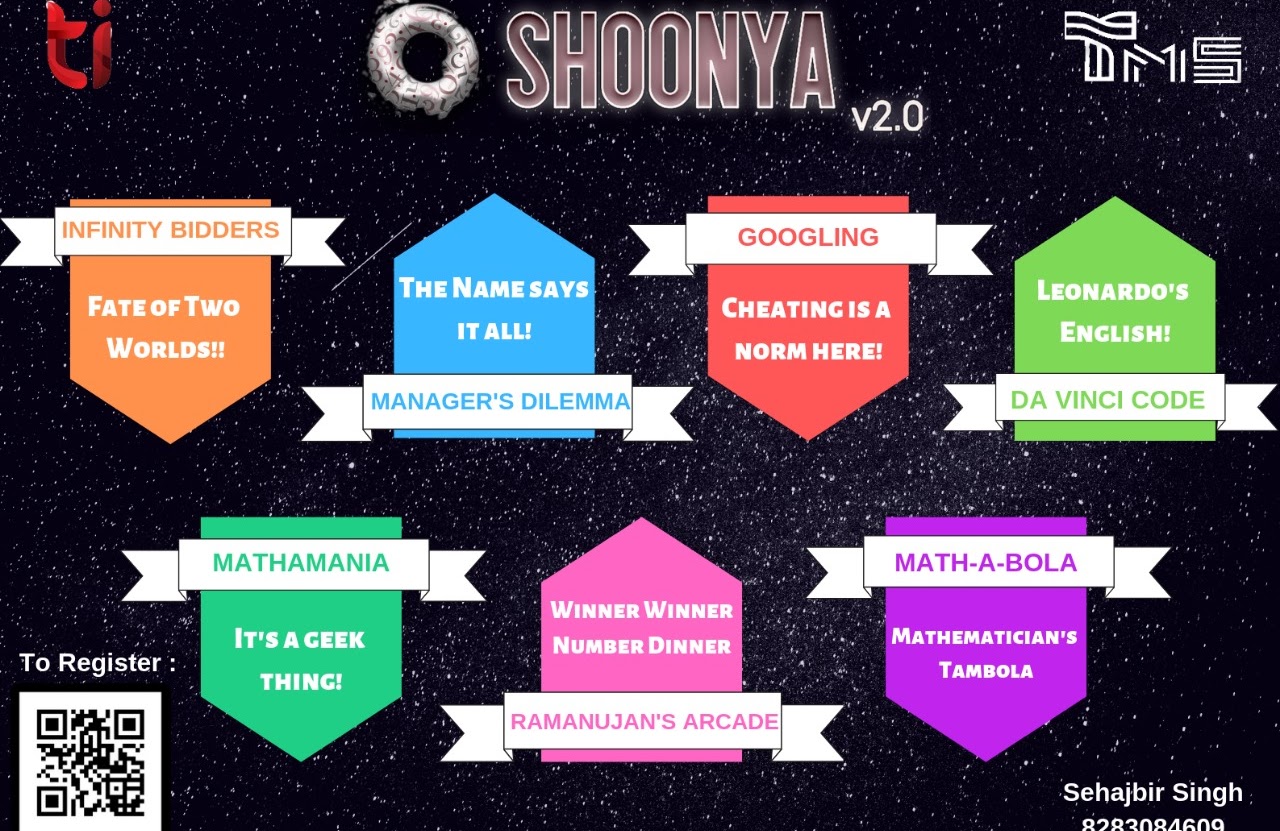 ti
SHOONYA
v2.0
TMS
INFINITY BIDDERS
Fate of Two
Worlds!!
The Name says
it all!
MANAGER'S DILEMMA
GOOGLING
Cheating is a
norm here!
Leonardo's
English!
DA VINCI CODE
MATHAMANIA
It's a geek
thing!
Winner Winner
Number Dinner
RAMANUJAN'S ARCADE
MATH-A-BOLA
Mathematician's
Tambola
To Register :
Sehajbir Singh
8283084609